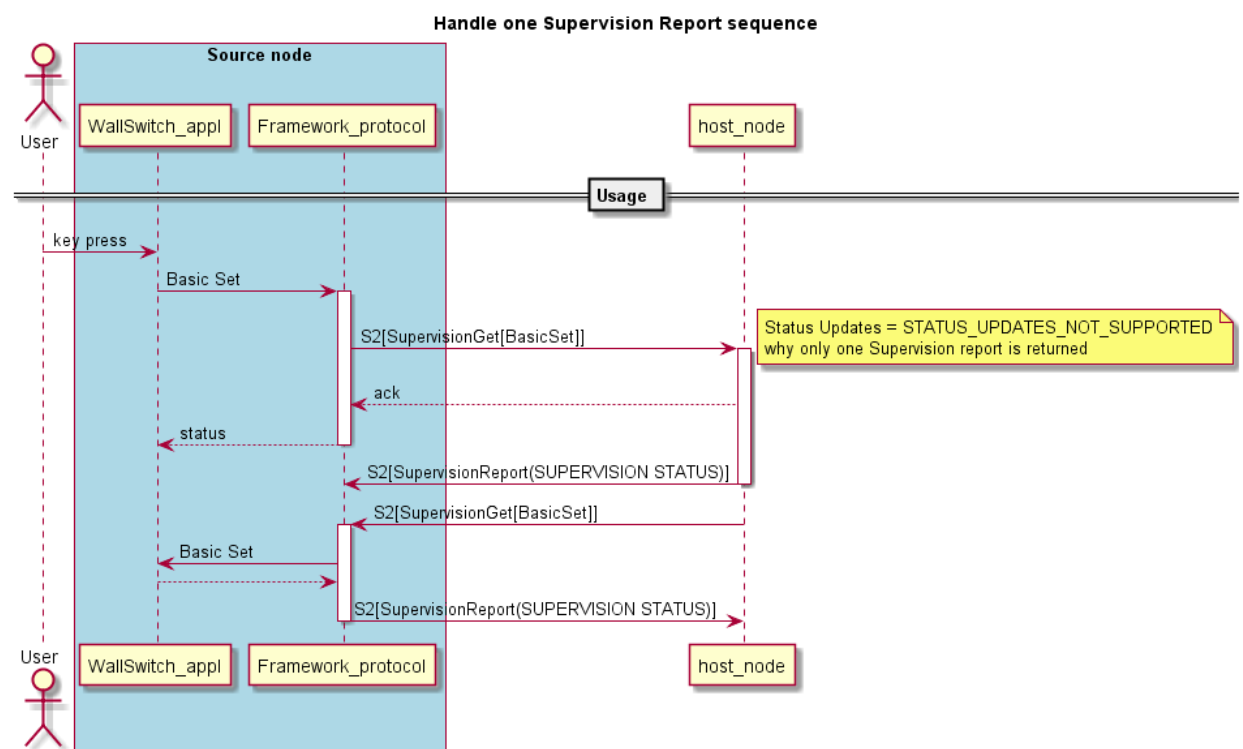 Handle one Supervision Report sequence
Source node
User
WallSwitch_appl
Framework_protocol
host_node
Usage
key press
Basic Set
S2[SupervisionGet[BasicSet]]
Status Updates = STATUS_UPDATES_NOT_SUPPORTED
why only one Supervision report is returned
ack
status
S2[SupervisionReport(SUPERVISION STATUS)]
S2[SupervisionGet[BasicSet]]
Basic Set
S2[SupervisionReport(SUPERVISION STATUS)]
User
WallSwitch_appl
Framework_protocol
host_node